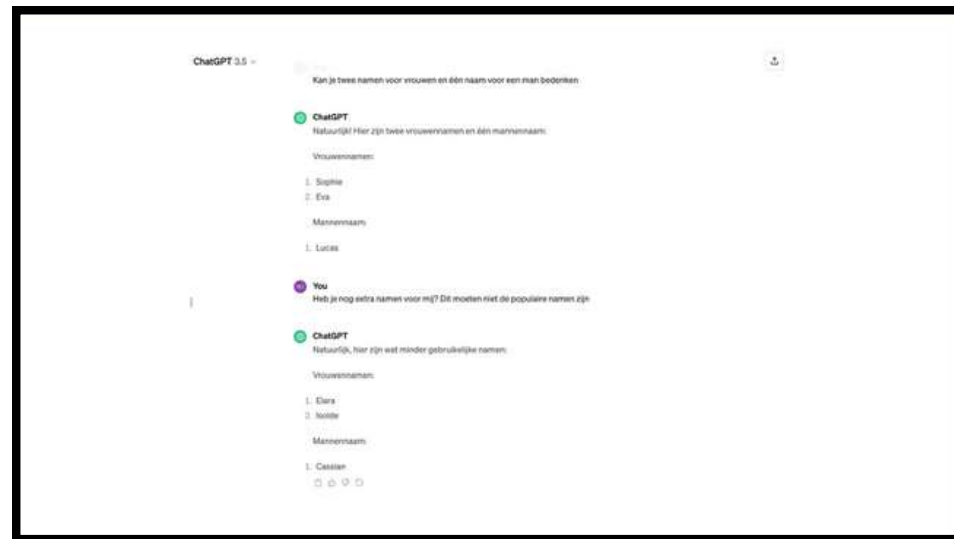 ChatGPT 3.5
Kan je twee namen voor vrouwen en één naam voor een man bedenken
ChatGPT
Natuurlijk! Hier zijn twee vrouwennamen en één mannennaam:
Vrouwennamen:
1. Sophie
2. Eva
Mannennaam:
1. Lucas
You
Heb je nog extra namen voor mij? Dit moeten niet de populaire namen zijn
ChatGPT
Natuurlijk, hier zijn wat minder gebruikelijke namen:
Vrouwennamen:
1. Elara
2. Isolde
Mannennaam:
1. Cassian